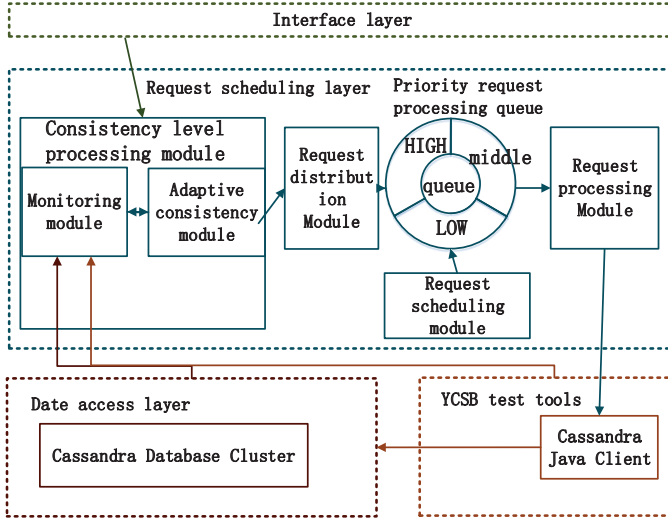 Interface layer
Request scheduling layer
Priority request
processing queue
Consistency level
processing module
Monitoring
module
Adaptive
consistency
module
Request
distribut
ion
Module
HIGH
middle
queue
LOW
Request
processing
Module
Request
scheduling
module
Date access layer
Cassandra Database Cluster
YCSB test tools
Cassandra
Java Client